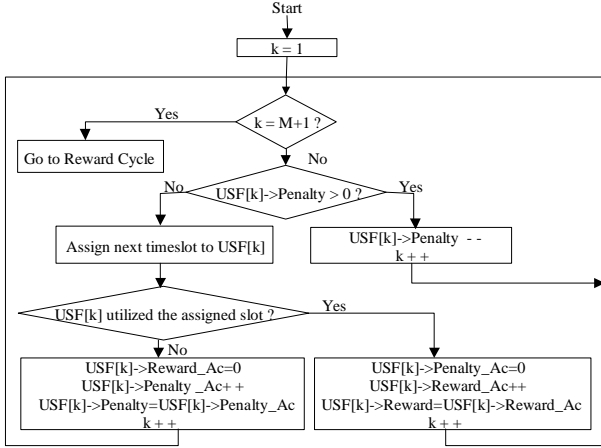 Start
k = 1
k = M+1 ?
Yes
No
Go to Reward Cycle
USF[k]->Penalty > 0 ?
No
Yes
Assign next timeslot to USF[k]
USF[k]->Penalty - -
k + +
USF[k] utilized the assigned slot ?
Yes
No
USF[k]->Reward_Ac=0
USF[k]->Penalty _Ac+ +
USF[k]->Penalty=USF[k]->Penalty_Ac
k + +
USF[k]->Penalty_Ac=0
USF[k]->Reward_Ac++
USF[k]->Reward=USF[k]->Reward_Ac
k + +